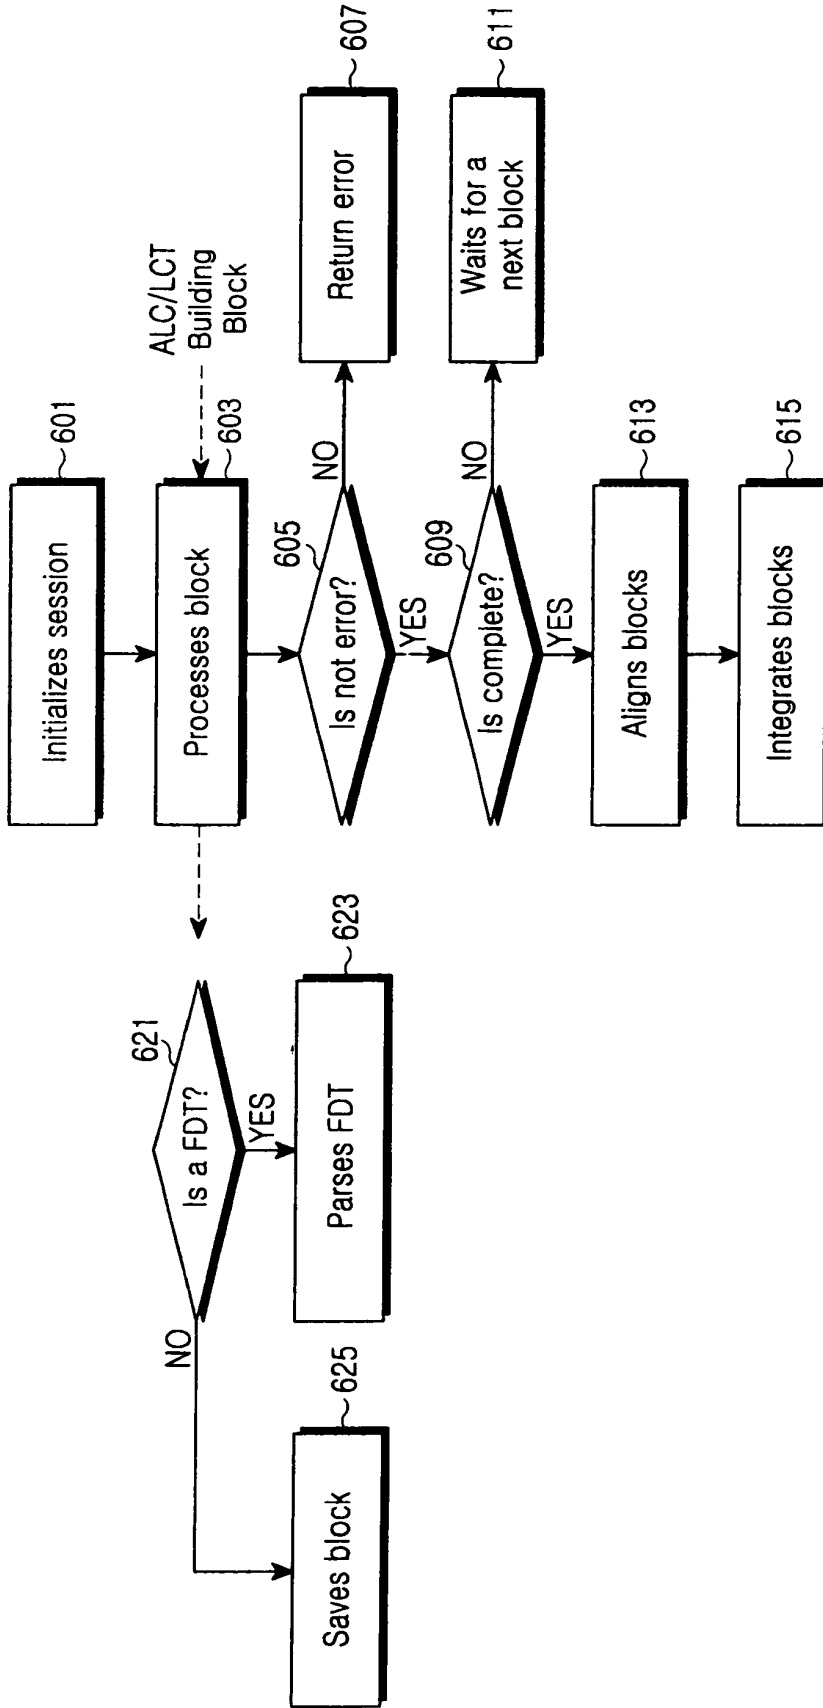 Initializes session
601
ALC/LCT
Building
Block
Processes block
603
Is not error?
605
NO
YES
Return error
607
Is complete?
609
NO
YES
Waits for a
next block
611
Aligns blocks
613
Integrates blocks
615
Is a FDT?
621
NO
YES
Parses FDT
623
Saves block
625